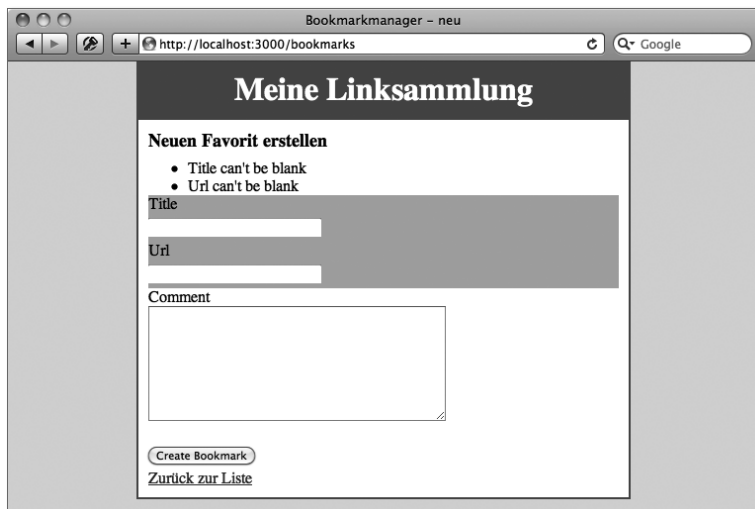 Bookmarkmanager – neu
http://localhost:3000/bookmarks
Google
Meine Linksammlung
Neuen Favorit erstellen
• Title can't be blank
• Url can't be blank
Title
Url
Comment
Create Bookmark
Zurück zur Liste